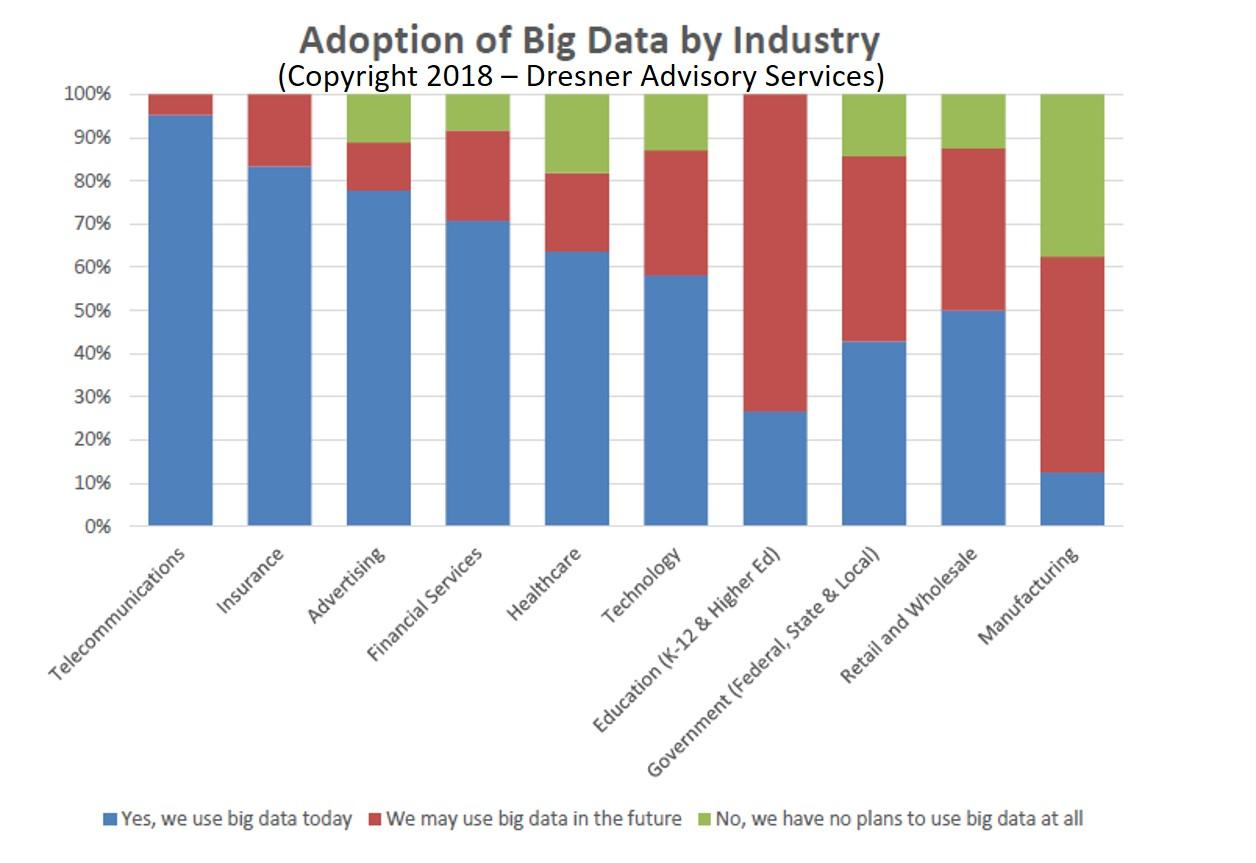 Adoption of Big Data by Industry
(Copyright 2018 – Dresner Advisory Services)
100%
90%
80%
70%
60%
50%
40%
30%
20%
10%
0%
Telecommunications
Insurance
Advertising
Financial Services
Healthcare
Technology
Education (K-12 & Higher Ed)
Government (Federal, State & Local)
Retail and Wholesale
Manufacturing
Yes, we use big data today
We may use big data in the future
No, we have no plans to use big data at all